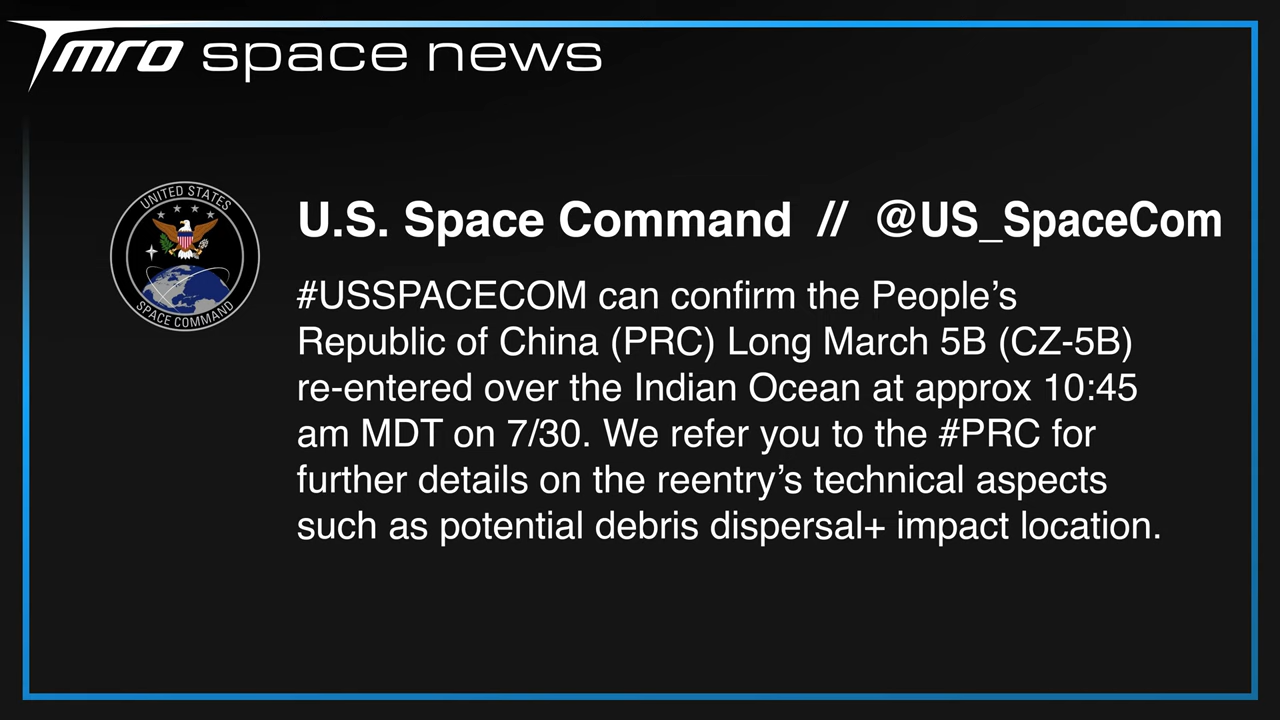 TMRO space news
UNITED STATES
SPACE COMMAND
U.S. Space Command // @US_SpaceCom
#USSPACECOM can confirm the People’s
Republic of China (PRC) Long March 5B (CZ-5B)
re-entered over the Indian Ocean at approx 10:45
am MDT on 7/30. We refer you to the #PRC for
further details on the reentry’s technical aspects
such as potential debris dispersal+ impact location.